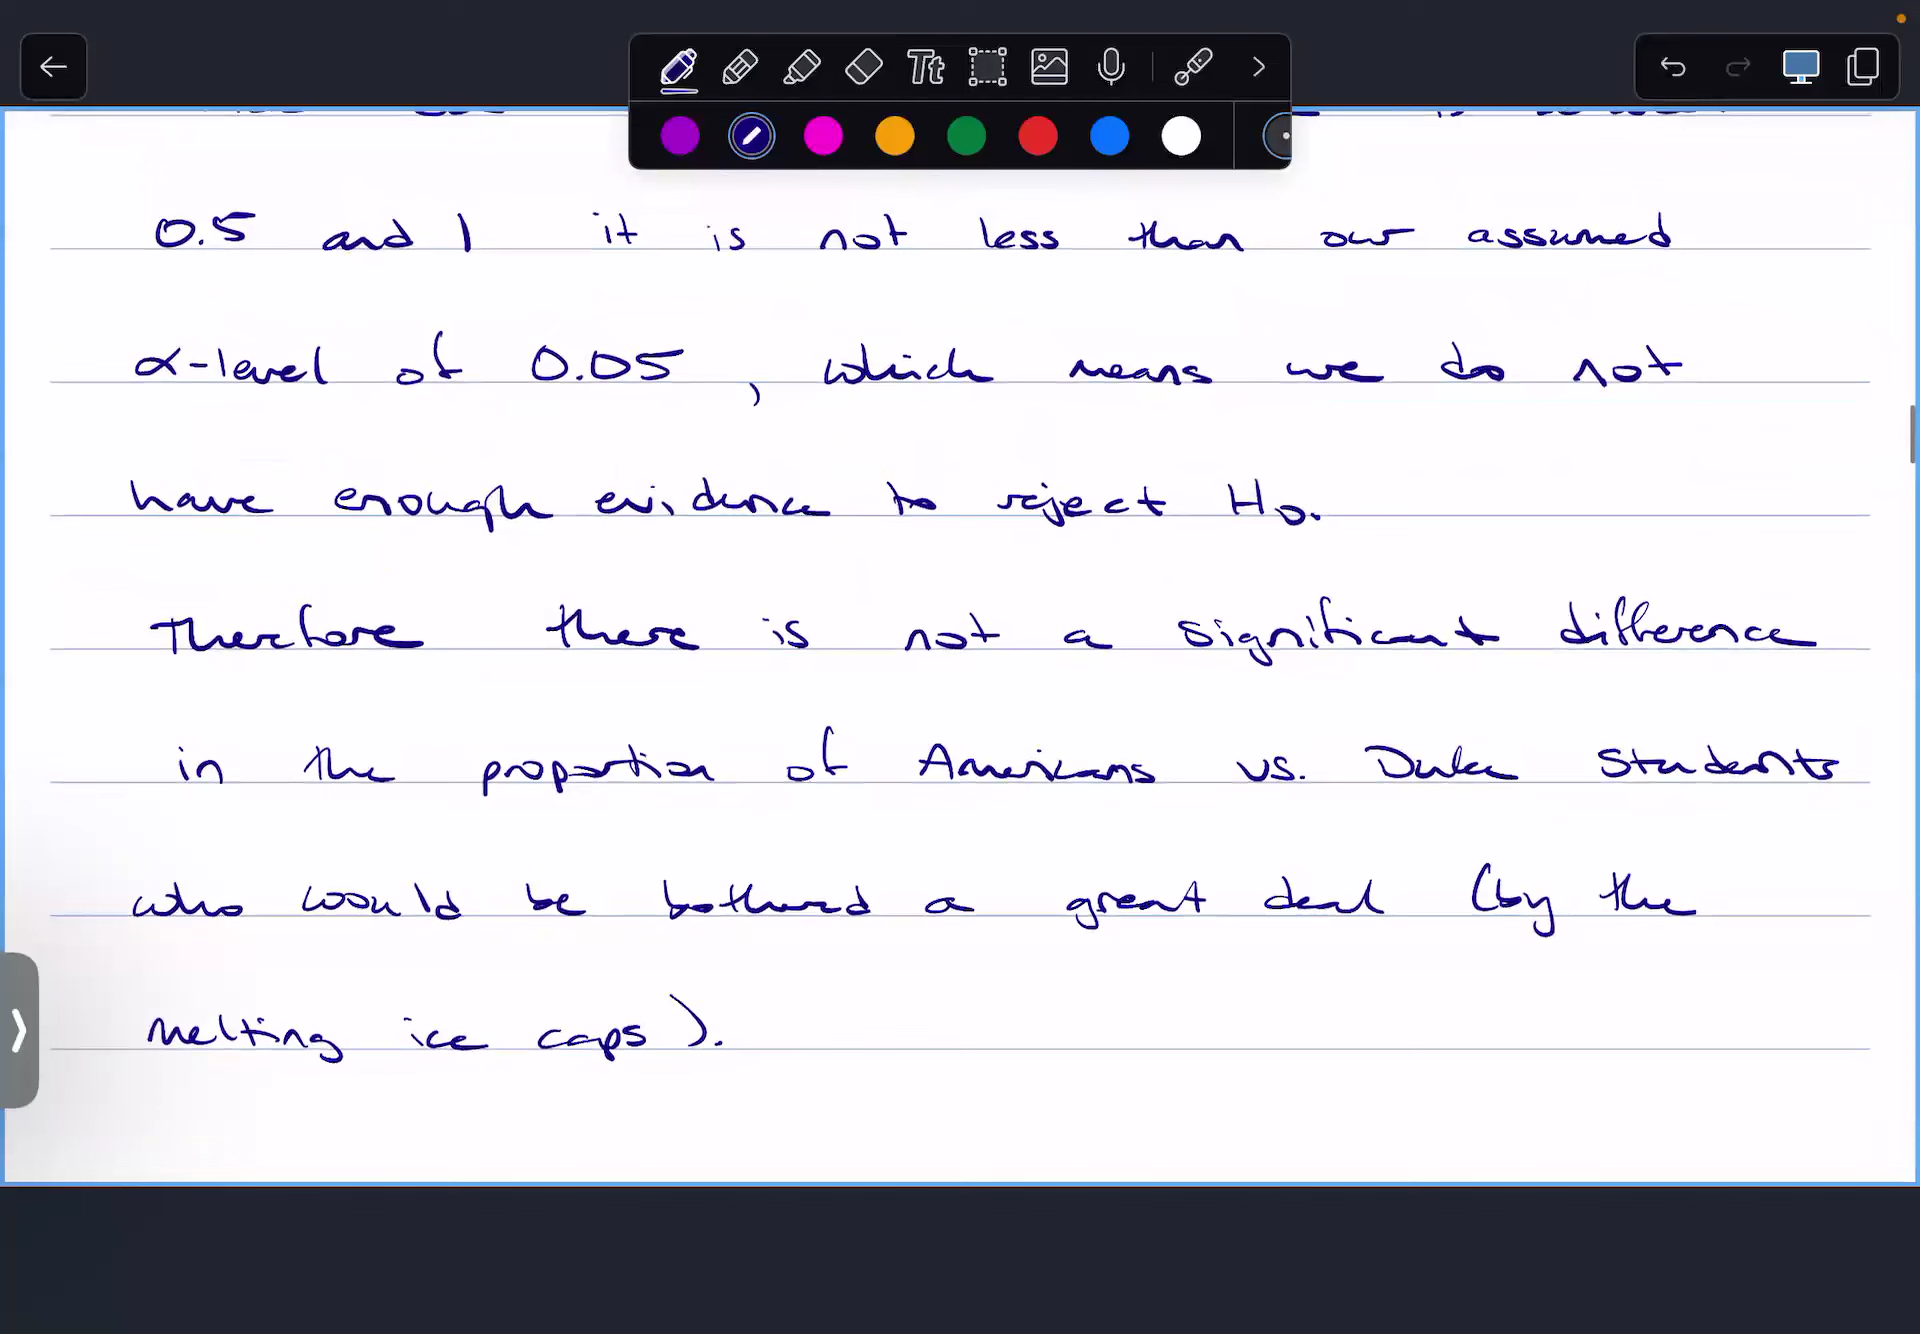 Tt
0.5 and 1 it is not less than our assumed
α-level of 0.05, which means we do not
have enough evidence to reject H₀.
Therefore there is not a significant difference
in the proportion of Americans vs. Duke Students
who would be bothered a great deal (by the
melting ice caps).